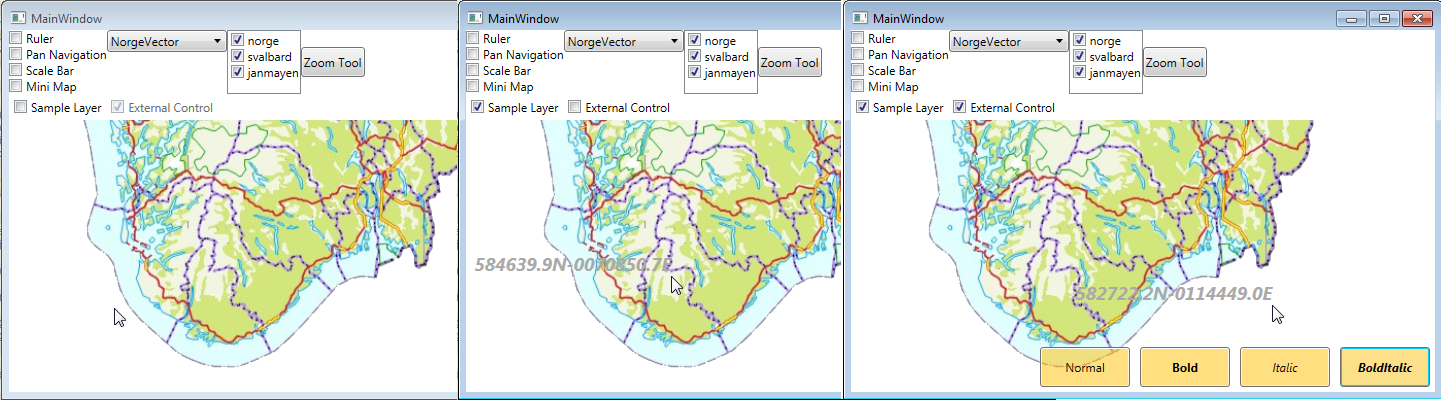 MainWindow
Ruler
Pan Navigation
Scale Bar
Mini Map
NorgeVector
norge
svalbard
janmayen
Zoom Tool
Sample Layer
External Control
MainWindow
Ruler
Pan Navigation
Scale Bar
Mini Map
NorgeVector
norge
svalbard
janmayen
Zoom Tool
Sample Layer
External Control
584639.9N-0070850.7E
MainWindow
Ruler
Pan Navigation
Scale Bar
Mini Map
NorgeVector
norge
svalbard
janmayen
Zoom Tool
Sample Layer
External Control
582722.2N-0114449.0E
Normal
Bold
Italic
BoldItalic